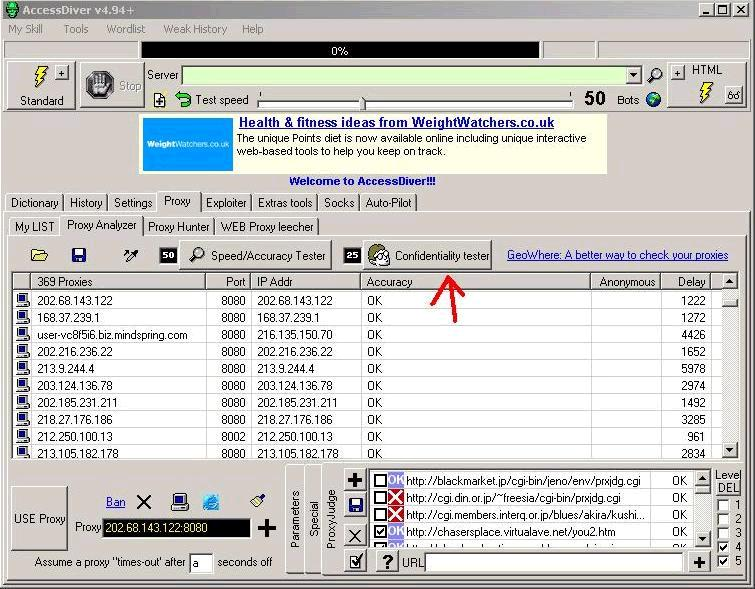 AccessDiver v4.94+
My Skill Tools Wordlist Weak History Help
0%
Standard
Stop
Server
Test speed
50 Bots
HTML
WeightWatchers.co.uk
Health & fitness ideas from WeightWatchers.co.uk
The unique Points diet is now available online including unique interactive
web-based tools to help you keep on track.
Welcome to AccessDiver!!!
Dictionary History Settings Proxy Exploiter Extra tools Socks Auto-Pilot
My LIST Proxy Analyzer Proxy Hunter WEB Proxy leecher
50 Speed/Accuracy Tester 25 Confidentiality tester GeoWhere: A better way to check your proxies
369 Proxies Port IP Addr Accuracy Anonymous Delay
202.68.143.122 8080 202.68.143.122 OK 1222
168.37.239.1 8080 168.37.239.1 OK 1272
user-vc8f5i6.biz.mindspring.com 8080 216.135.150.70 OK 4426
202.216.236.22 8080 202.216.236.22 OK 1652
213.9.244.4 8080 213.9.244.4 OK 5978
203.124.136.78 8080 203.124.136.78 OK 2974
202.185.231.211 8080 202.185.231.211 OK 1492
218.27.176.186 8080 218.27.176.186 OK 3285
212.250.100.13 8002 212.250.100.13 OK 961
213.105.182.178 8080 213.105.182.178 OK 2834
USE Proxy
Ban
Proxy 202.68.143.122:8080
Assume a proxy "times-out" after a seconds off
Parameters
Special
ProxyJudge
OK http://blackmarket.jp/cgi-bin/jeno/env/prxjdg.cgi OK
http://cgi.din.or.jp/~freesia/cgi-bin/prxjdg.cgi OK
http://cgi.members.interq.or.jp/blues/akira/kushi... OK
OK http://chasersplace.virtualave.net/you2.htm OK
? URL
Level
DEL
1
2
3
4
5